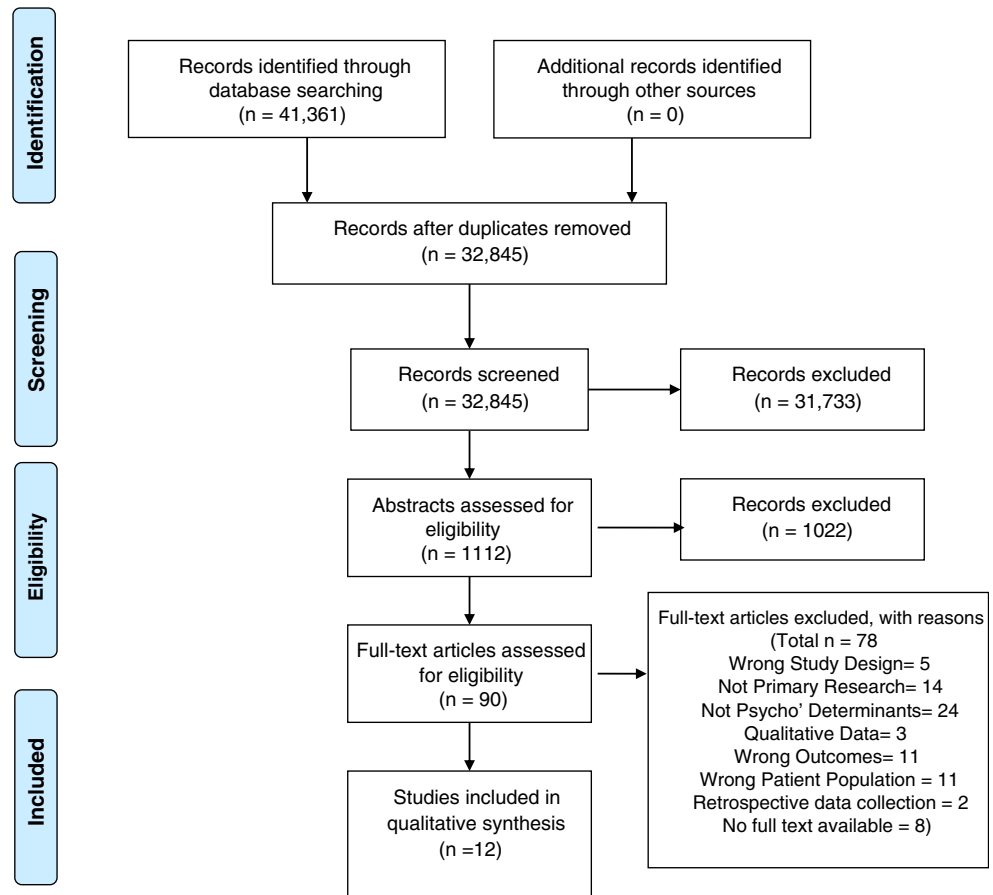 Identification
Records identified through
database searching
(n = 41,361)
Additional records identified
through other sources
(n = 0)
Records after duplicates removed
(n = 32,845)
Screening
Records screened
(n = 32,845)
Records excluded
(n = 31,733)
Eligibility
Abstracts assessed for
eligibility
(n = 1112)
Records excluded
(n = 1022)
Full-text articles assessed
for eligibility
(n = 90)
Full-text articles excluded, with reasons
(Total n = 78
Wrong Study Design= 5
Not Primary Research= 14
Not Psycho’ Determinants= 24
Qualitative Data= 3
Wrong Outcomes= 11
Wrong Patient Population = 11
Retrospective data collection = 2
No full text available = 8)
Included
Studies included in
qualitative synthesis
(n =12)